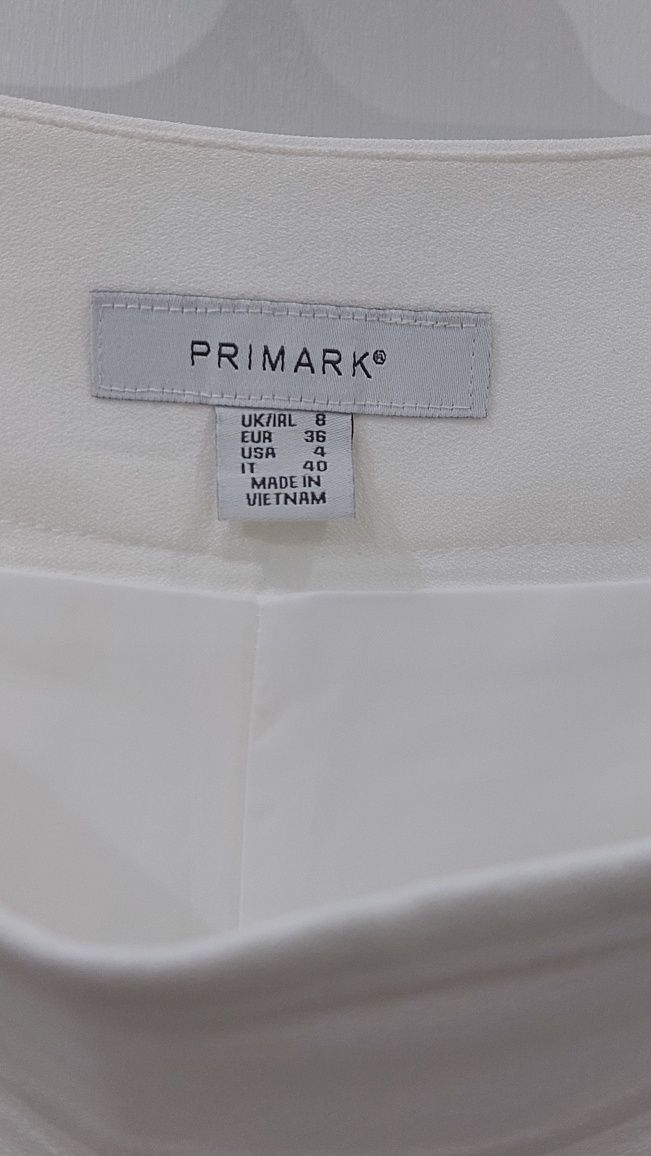 PRIMARK®
UK/IRL 8
EUR 36
USA 4
IT 40
MADE IN
VIETNAM